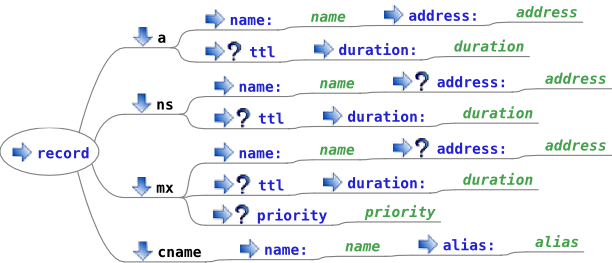 a
name: name address: address
? ttl duration: duration
ns
name: name ? address: address
? ttl duration: duration
record
mx
name: name ? address: address
? ttl duration: duration
? priority priority
cname
name: name alias: alias